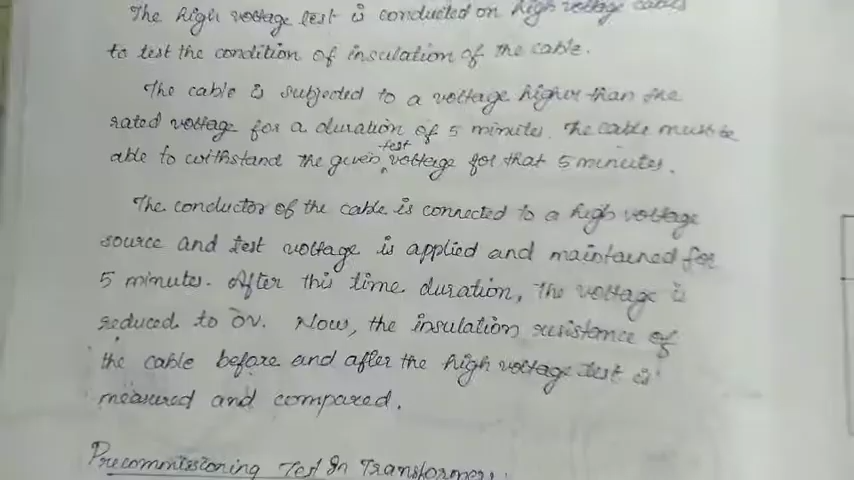 The high voltage test is conducted on high voltage cables
to test the condition of insulation of the cable.
The cable is subjected to a voltage higher than the
rated voltage for a duration of 5 minutes. The cable must be
able to withstand the given test voltage for that 5 minutes.
The conductor of the cable is connected to a high voltage
source and test voltage is applied and maintained for
5 minutes. After this time duration, the voltage is
reduced to 0V. Now, the insulation resistance of
the cable before and after the high voltage test is
measured and compared.
Precommissioning Test In Transformers: